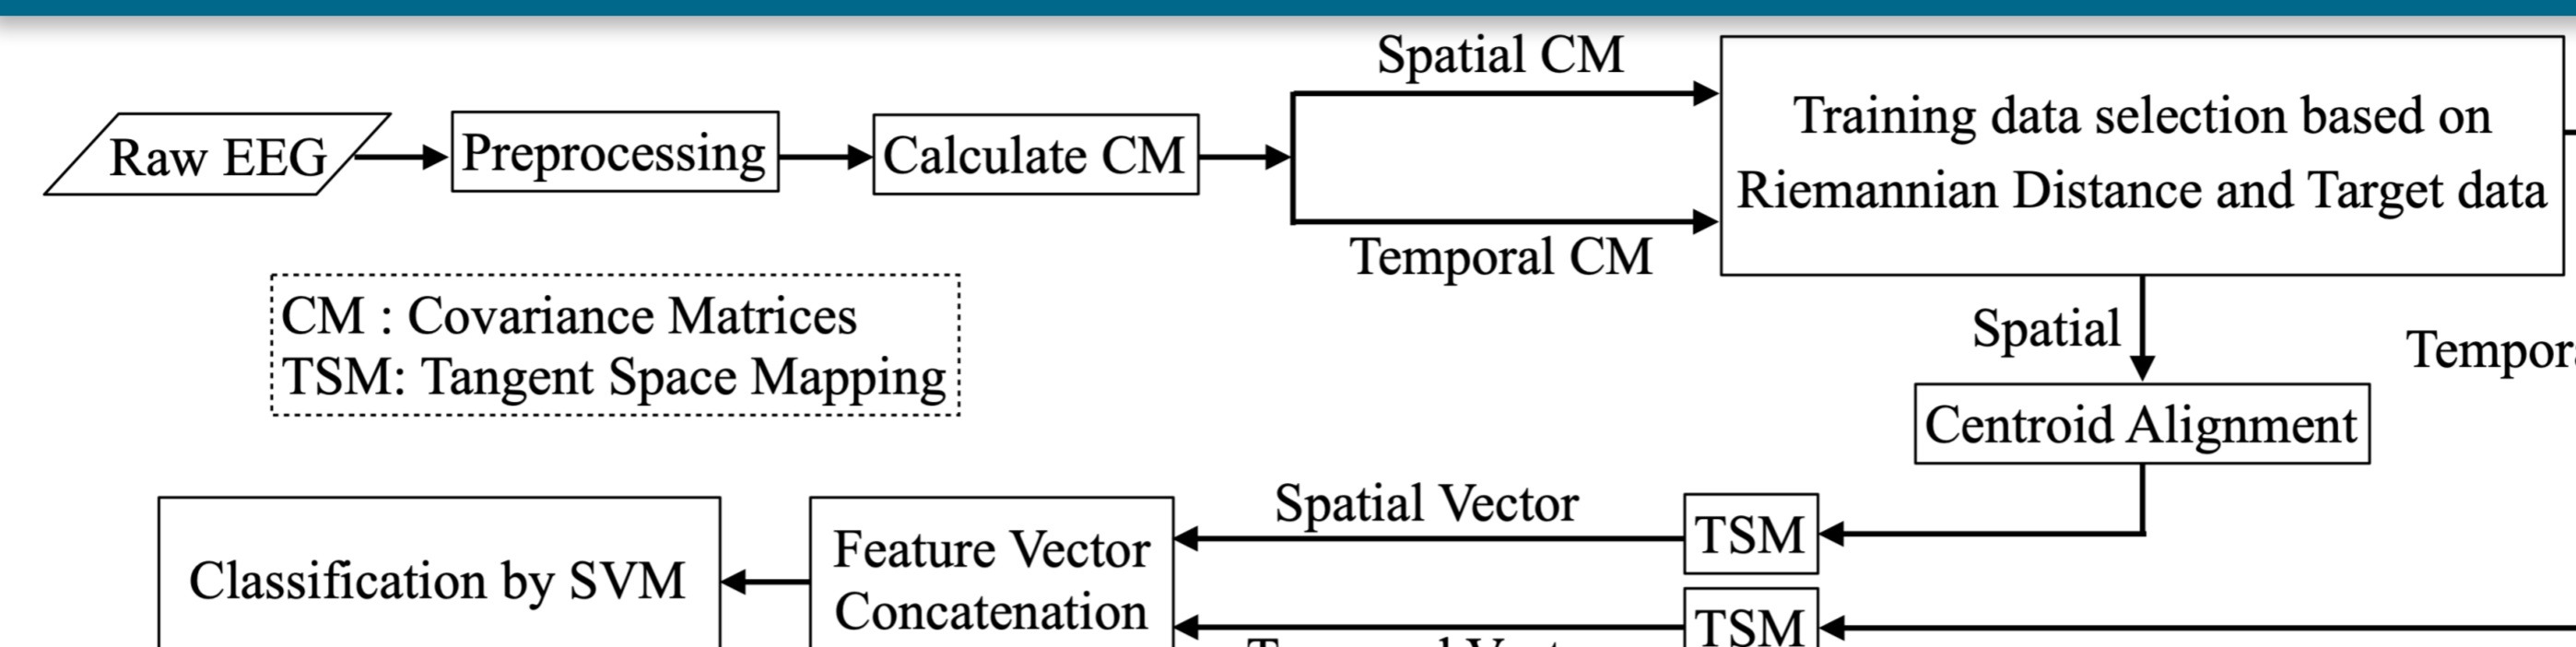 Spatial CM
Raw EEG
Preprocessing
Calculate CM
Training data selection based on
Riemannian Distance and Target data
Temporal CM
CM : Covariance Matrices
TSM: Tangent Space Mapping
Spatial
Centroid Alignment
Spatial Vector
TSM
Feature Vector
Concatenation
Classification by SVM
TSM